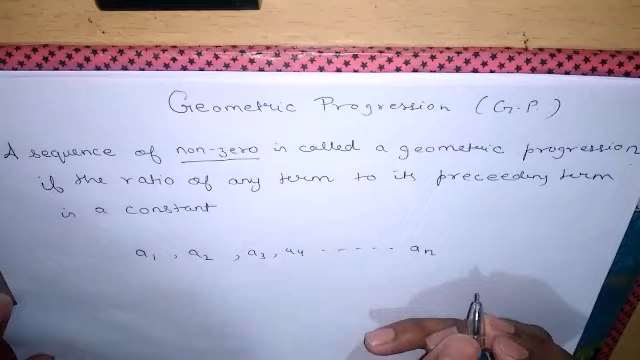 Geometric Progression (G.P.)
A sequence of non-zero is called a geometric progression
if the ratio of any term to its preceeding term
is a constant
a1, a2, a3, a4 ------ an